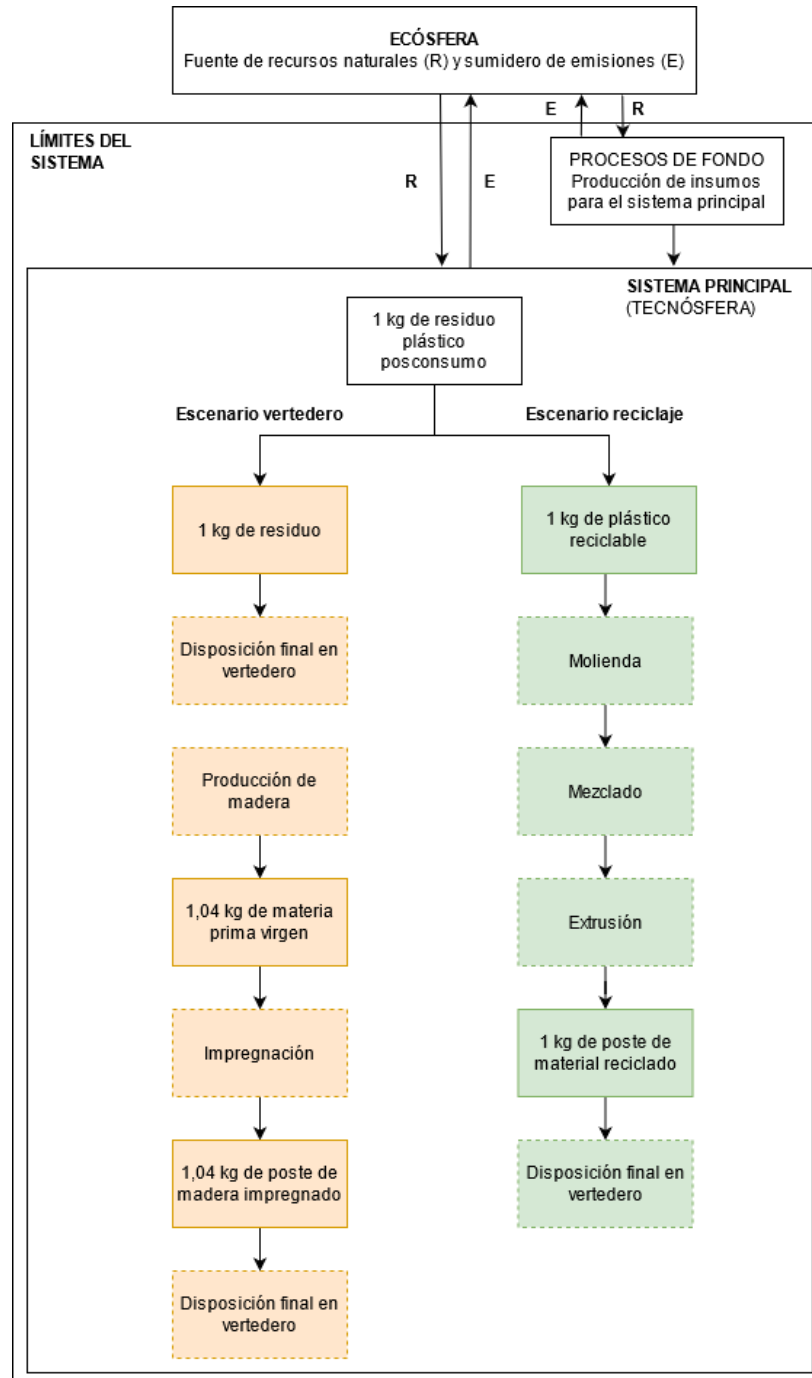 ECÓSFERA
Fuente de recursos naturales (R) y sumidero de emisiones (E)
E
R
LÍMITES DEL
SISTEMA
R
E
PROCESOS DE FONDO
Producción de insumos
para el sistema principal
SISTEMA PRINCIPAL
(TECNÓSFERA)
1 kg de residuo
plástico
posconsumo
Escenario vertedero
Escenario reciclaje
1 kg de residuo
1 kg de plástico
reciclable
Disposición final en
vertedero
Molienda
Producción de
madera
Mezclado
1,04 kg de materia
prima virgen
Extrusión
Impregnación
1 kg de poste de
material reciclado
1,04 kg de poste de
madera impregnado
Disposición final en
vertedero
Disposición final en
vertedero